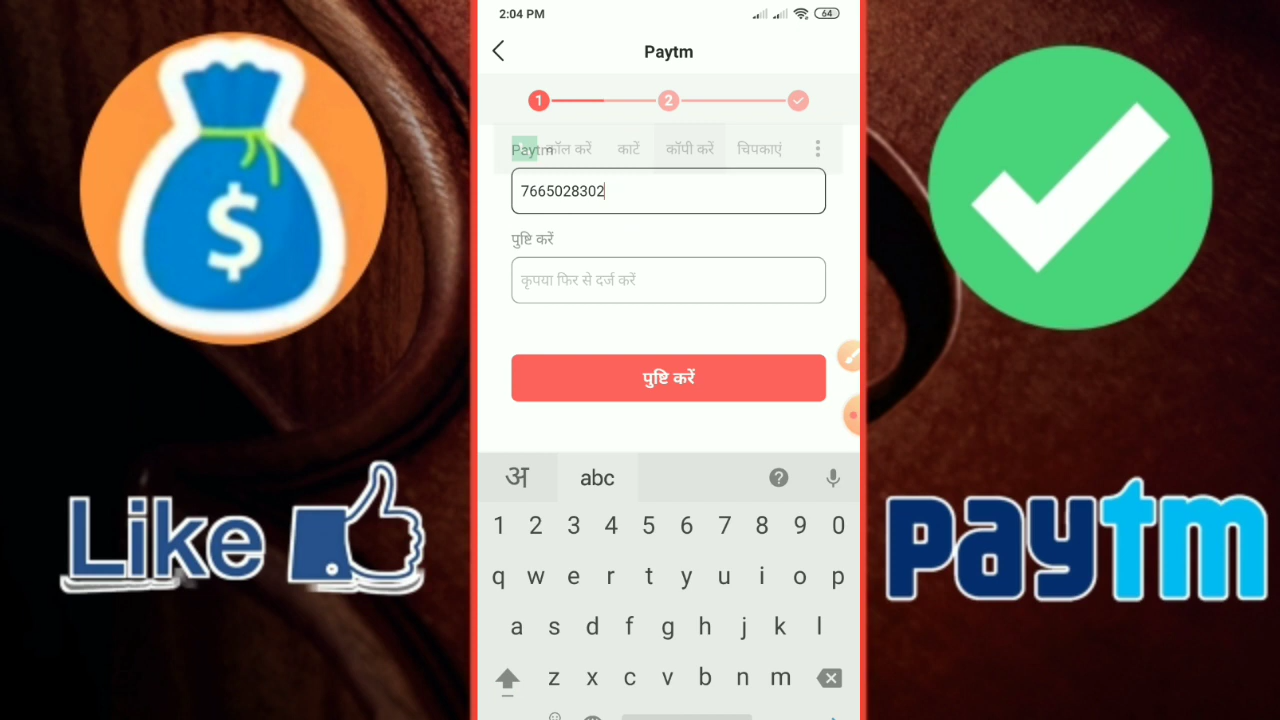 2:04 PM
64
Paytm
1
2
Paytm
कॉल करें
काटें
कॉपी करें
चिपकाएं
7665028302
पुष्टि करें
कृपया फिर से दर्ज करें
पुष्टि करें
$
Like
paytm
अ
abc
?
1 2 3 4 5 6 7 8 9 0
q w e r t y u i o p
a s d f g h j k l
z x c v b n m